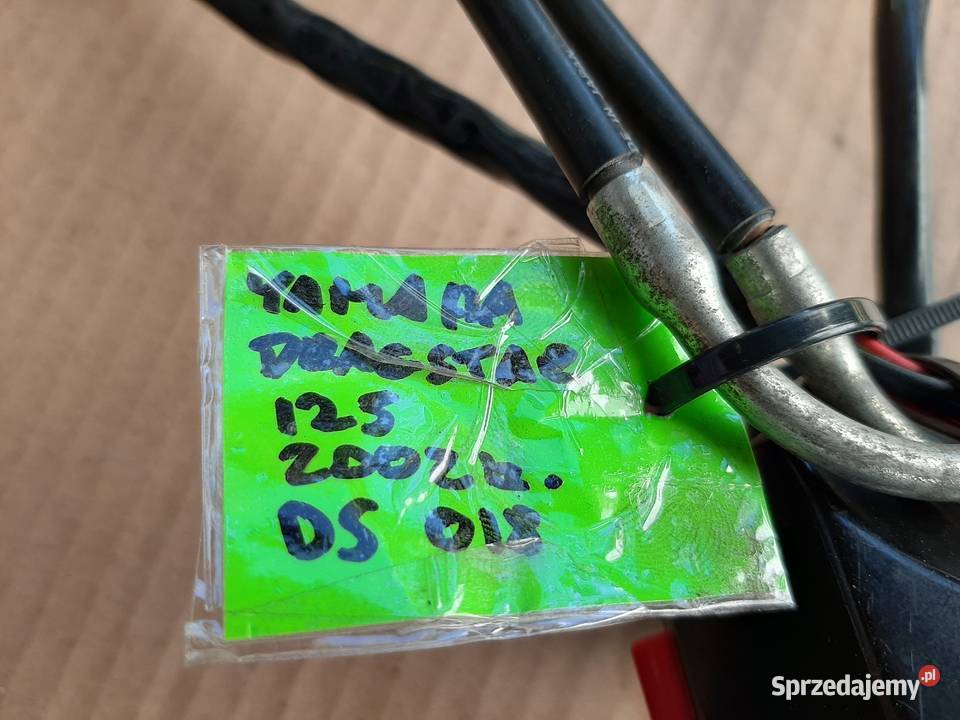 YAMAHA
DRAGSTAR
125
2002r.
DS 018
Sprzedajemy.pl